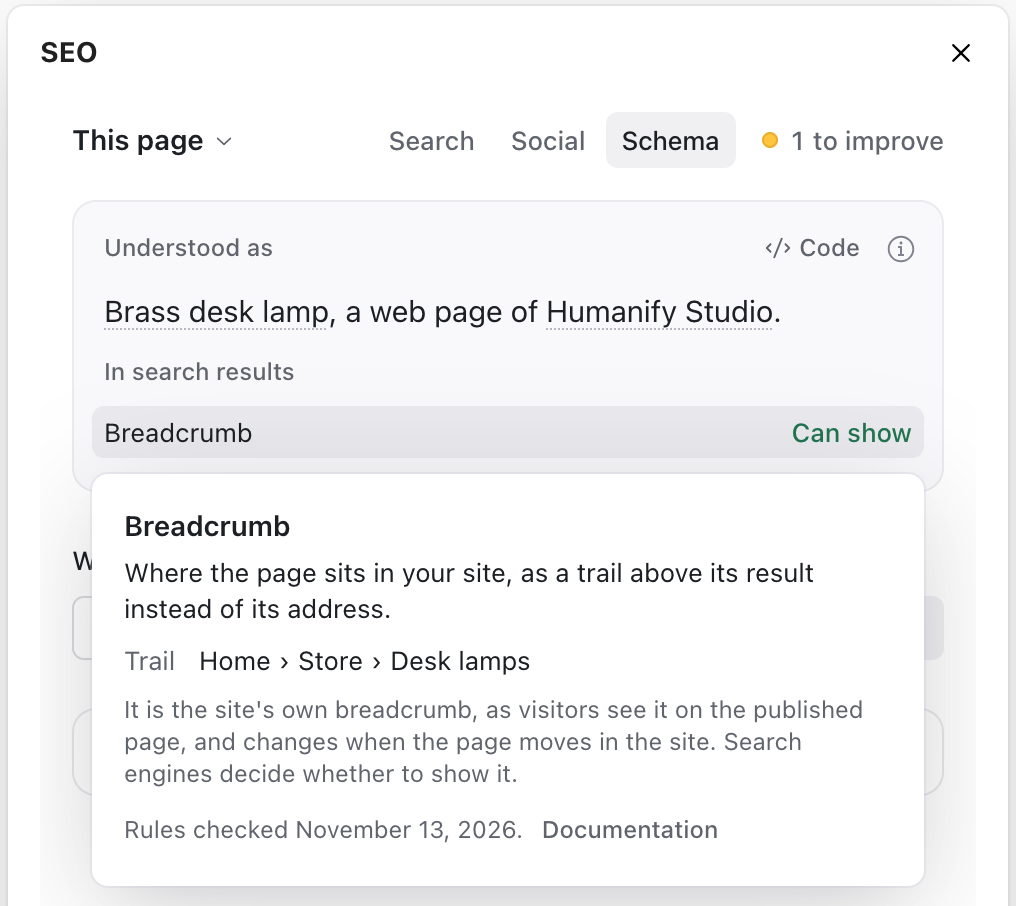 SEO
This page
Search
Social
Schema
1 to improve
Understood as
</> Code
Brass desk lamp, a web page of Humanify Studio.
In search results
Breadcrumb
Can show
Breadcrumb
Where the page sits in your site, as a trail above its result
instead of its address.
Trail Home › Store › Desk lamps
It is the site's own breadcrumb, as visitors see it on the published
page, and changes when the page moves in the site. Search
engines decide whether to show it.
Rules checked November 13, 2026. Documentation